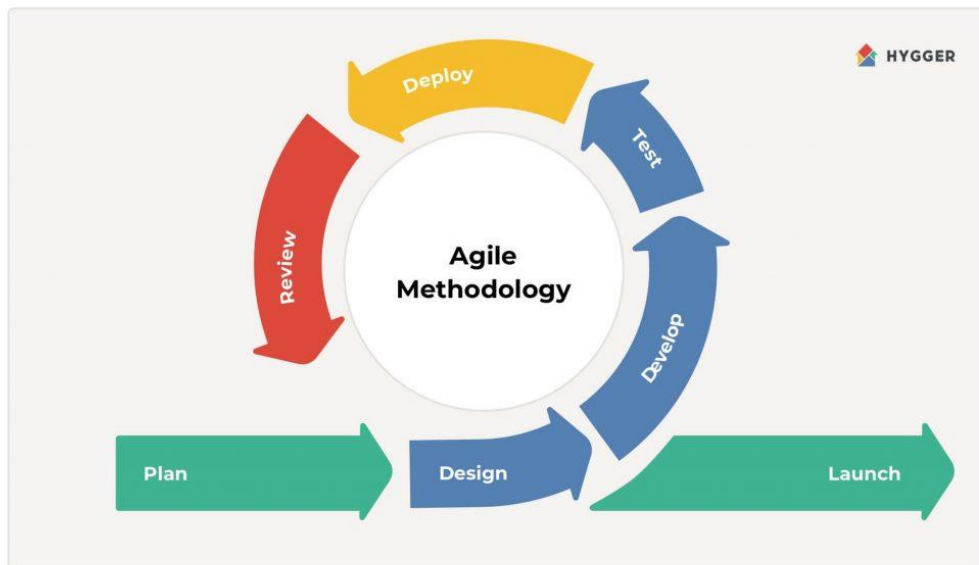 HYGGER
Deploy
Test
Review
Agile
Methodology
Develop
Plan
Design
Launch